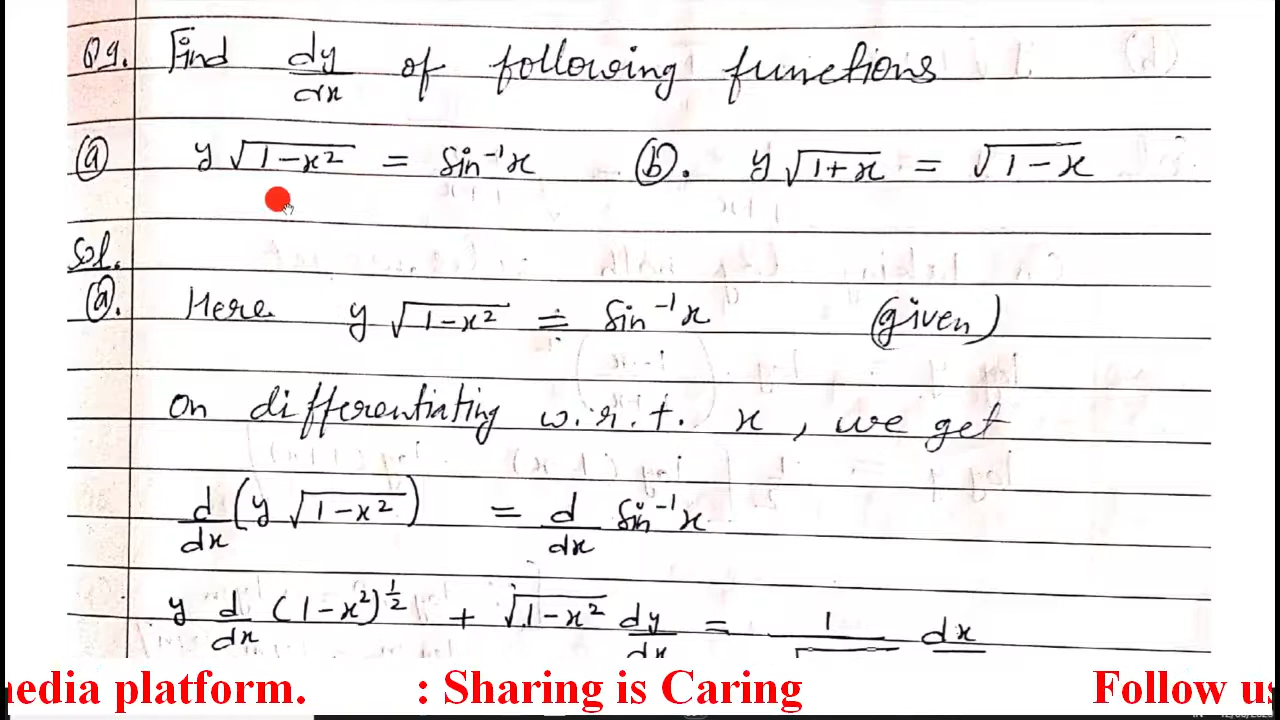 Q9. Find dy/dx of following functions
(a) y √(1-x²) = Sin⁻¹x (b). y √(1+x) = √(1-x)
Sol.
(a). Here y √(1-x²) = Sin⁻¹x (given)
On differentiating w.r.t. x, we get
d/dx (y √(1-x²)) = d/dx Sin⁻¹x
y d/dx (1-x²)^(1/2) + √(1-x²) dy/dx = 1/√ dx
media platform. : Sharing is Caring Follow us